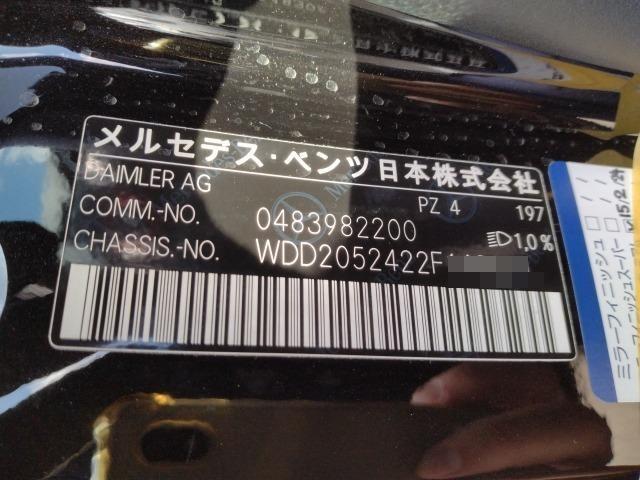 メルセデス・ベンツ日本株式会社
DAIMLER AG
PZ 4 197
COMM.-NO. 0483982200 1.0%
CHASSIS.-NO. WDD2052422F
ミラーフィニッシュ